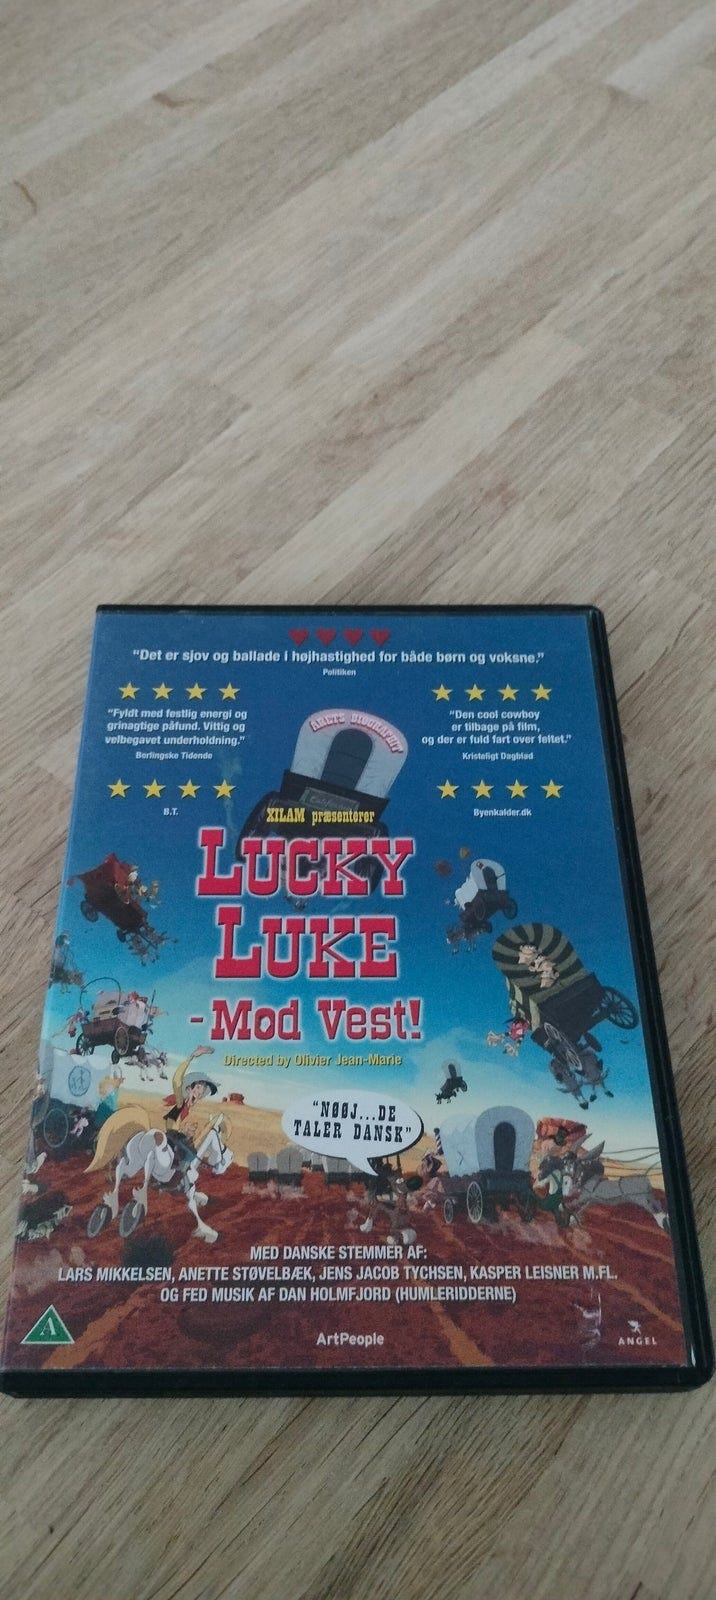 "Det er sjov og ballade i højhastighed for både børn og voksne."
Politiken
"Fyldt med festlig energi og
grinagtige påfund. Vittig og
velbegavet underholdning."
Berlingske Tidende
"Den cool cowboy
er tilbage på film,
og der er fuld fart over feltet."
Kristeligt Dagblad
B.T.
Byenkalder.dk
ÅRETS BIOGRAFHIT
XILAM præsenterer
LUCKY
LUKE
- Mod Vest!
Directed by Olivier Jean-Marie
"NØØJ...DE
TALER DANSK"
MED DANSKE STEMMER AF:
LARS MIKKELSEN, ANETTE STØVELBÆK, JENS JACOB TYCHSEN, KASPER LEISNER M.FL.
OG FED MUSIK AF DAN HOLMFJORD (HUMLERIDDERNE)
A
ArtPeople
ANGEL